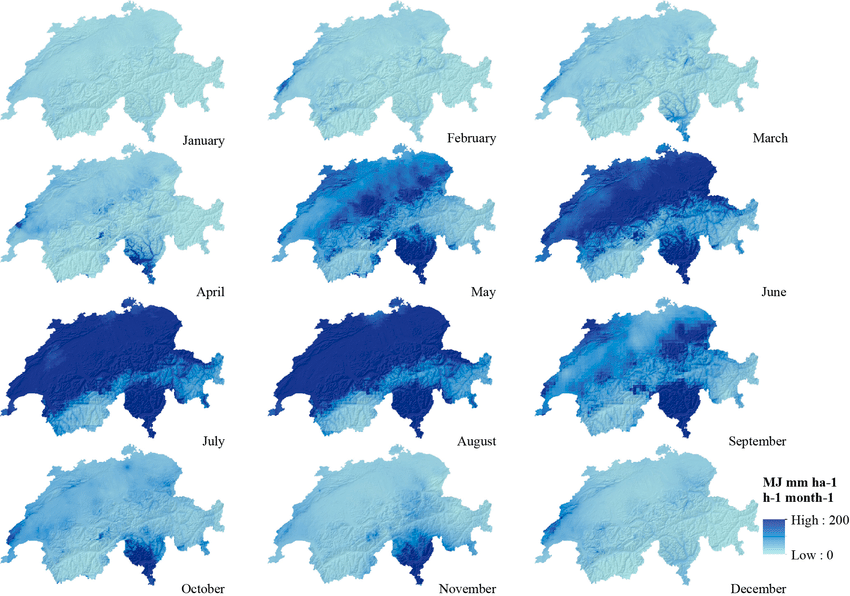 January
February
March
April
May
June
July
August
September
MJ mm ha-1
h-1 month-1
High : 200
Low : 0
October
November
December